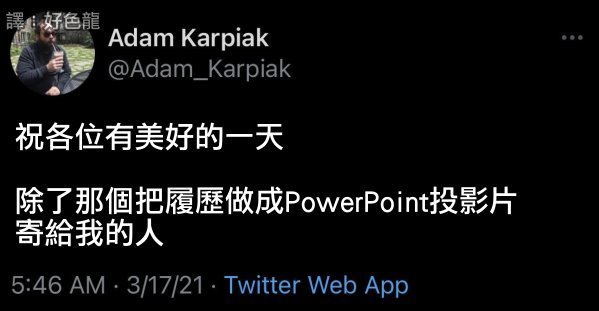 譯：好色龍
Adam Karpiak
@Adam_Karpiak
祝各位有美好的一天
除了那個把履歷做成PowerPoint投影片
寄給我的人
5:46 AM · 3/17/21 · Twitter Web App